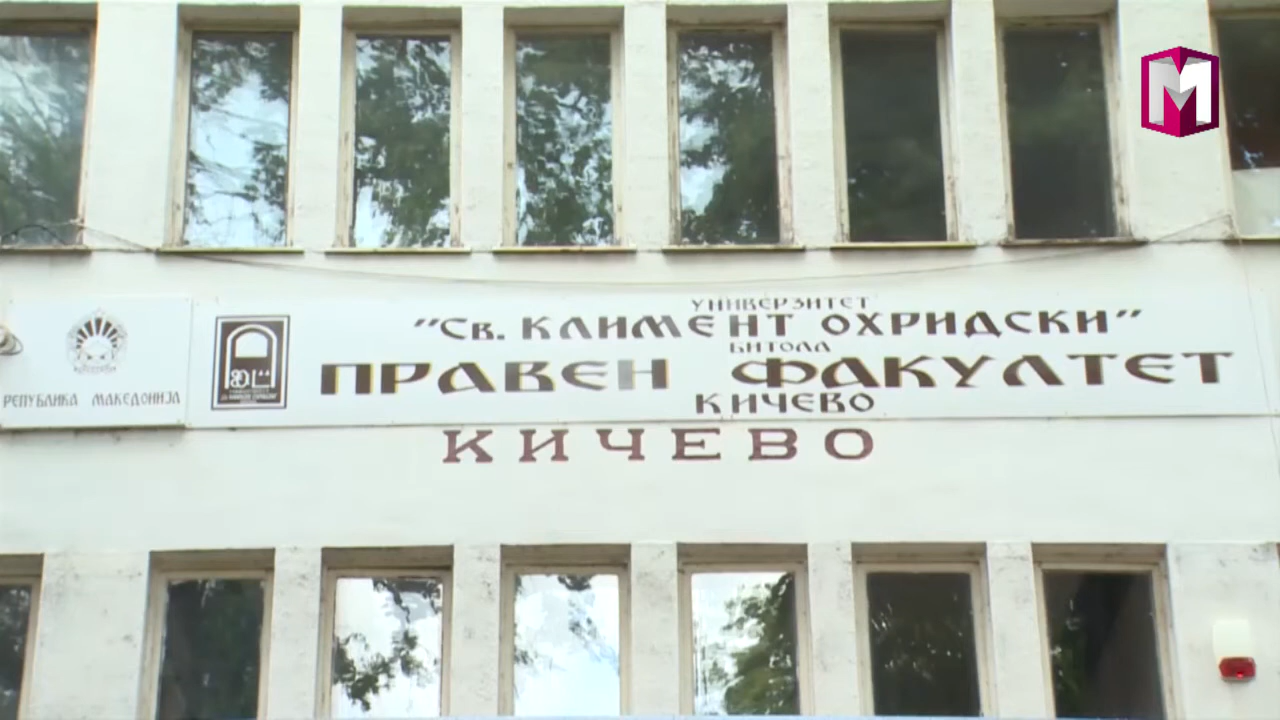 УНИВЕРЗИТЕТ
"Св. КЛИМЕНТ ОХРИДСКИ"
БИТОЛА
ПРАВЕН ФАКУЛТЕТ
КИЧЕВО
РЕПУБЛИКА МАКЕДОНИЈА
КИЧЕВО
М